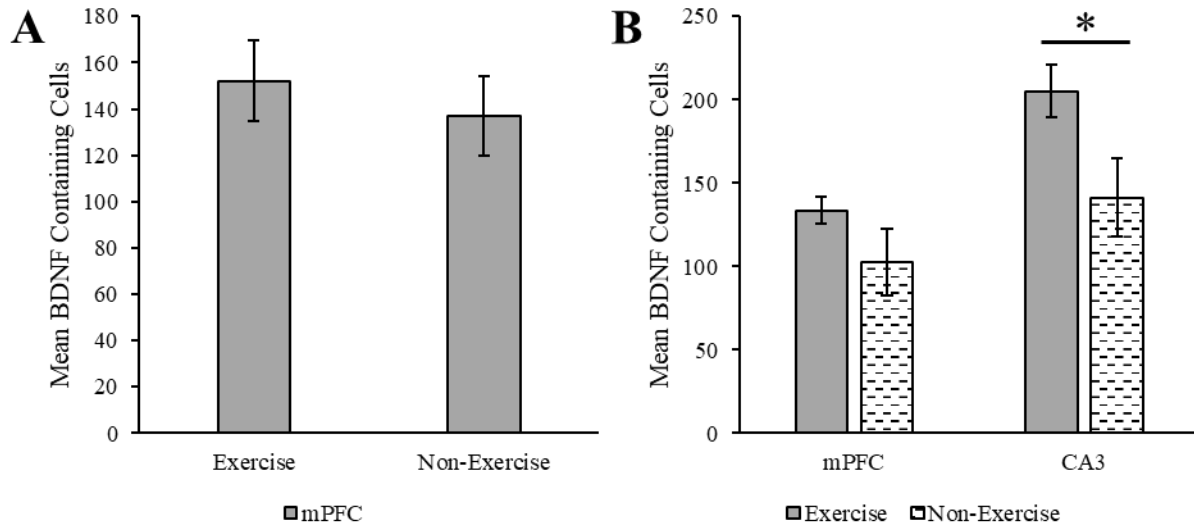 A
Mean BDNF Containing Cells
180
160
140
120
100
80
60
40
20
0
Exercise Non-Exercise
mPFC
B
Mean BDNF Containing Cells
250
200
150
100
50
0
*
mPFC CA3
Exercise Non-Exercise